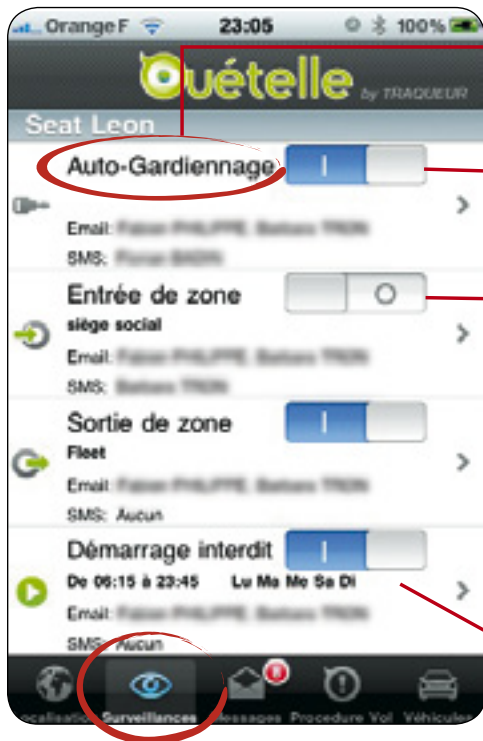 Orange F 23:05 100%
Ouételle by TRAQUEUR
Seat Leon
Auto-Gardiennage
Email:
SMS:
Entrée de zone
siège social
Email:
SMS:
Sortie de zone
Fleet
Email:
SMS: Aucun
Démarrage interdit
De 06:15 à 23:45 Lu Ma Me Sa Di
Email:
SMS: Aucun
Localisation Surveillances Messages Procedure Vol Véhicules